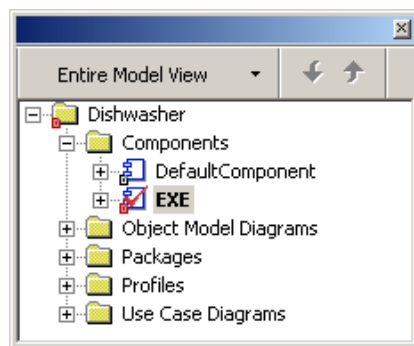 Entire Model View
Dishwasher
Components
DefaultComponent
EXE
Object Model Diagrams
Packages
Profiles
Use Case Diagrams